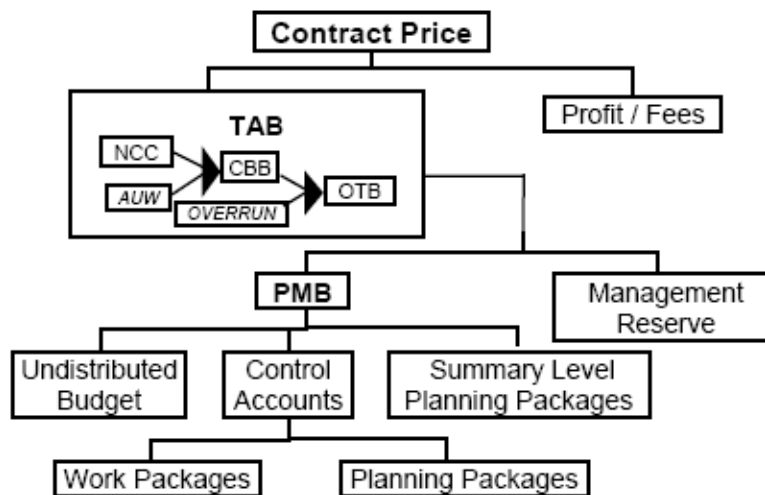 Contract Price
TAB
Profit / Fees
NCC
CBB
AUW
OVERRUN
OTB
PMB
Management
Reserve
Undistributed
Budget
Control
Accounts
Summary Level
Planning Packages
Work Packages
Planning Packages